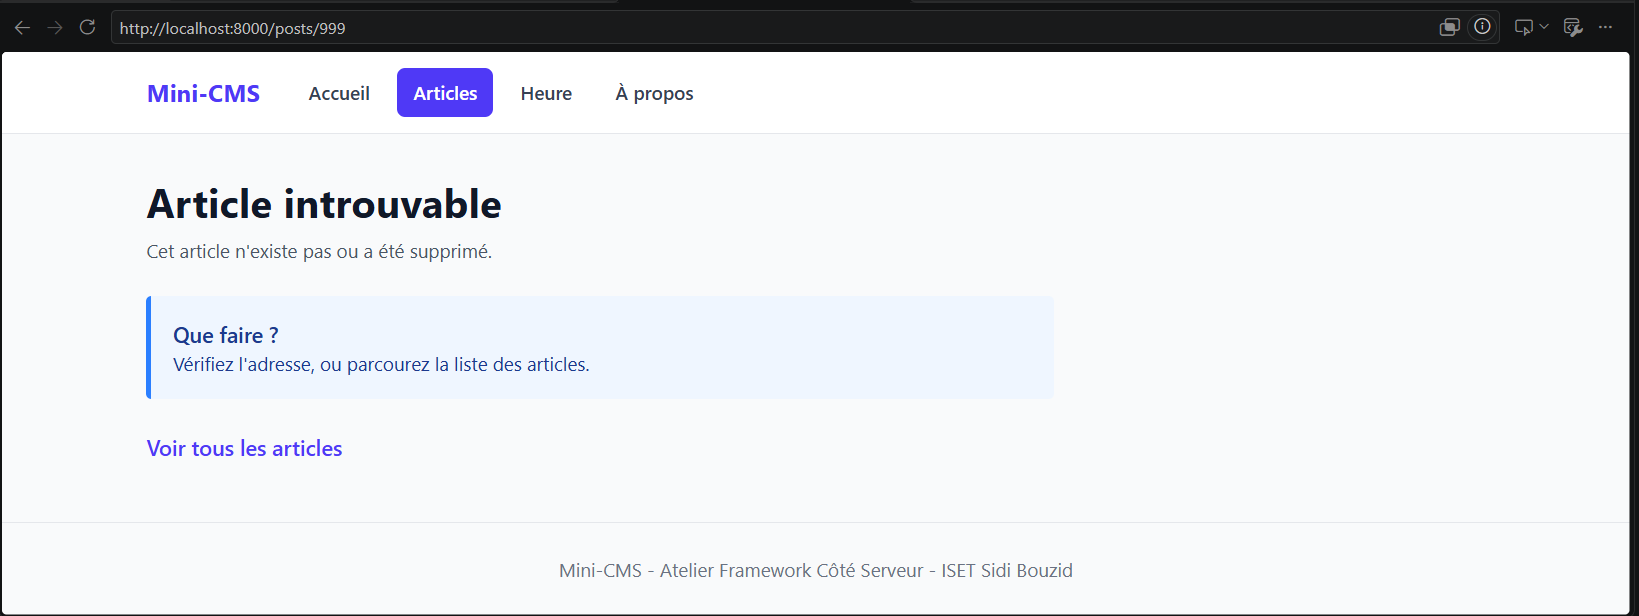 http://localhost:8000/posts/999
Mini-CMS Accueil Articles Heure À propos
Article introuvable
Cet article n'existe pas ou a été supprimé.
Que faire ?
Vérifiez l'adresse, ou parcourez la liste des articles.
Voir tous les articles
Mini-CMS - Atelier Framework Côté Serveur - ISET Sidi Bouzid